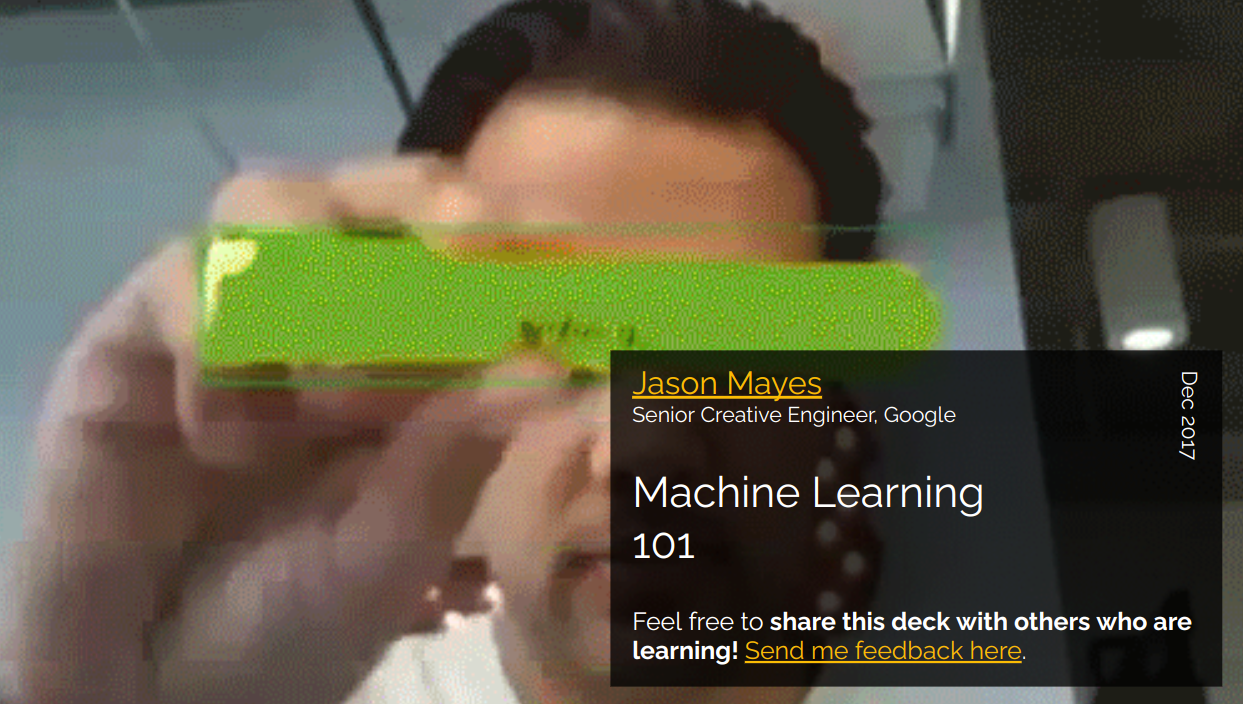 Jason Mayes
Senior Creative Engineer, Google
Dec 2017
Machine Learning
101
Feel free to share this deck with others who are
learning! Send me feedback here.